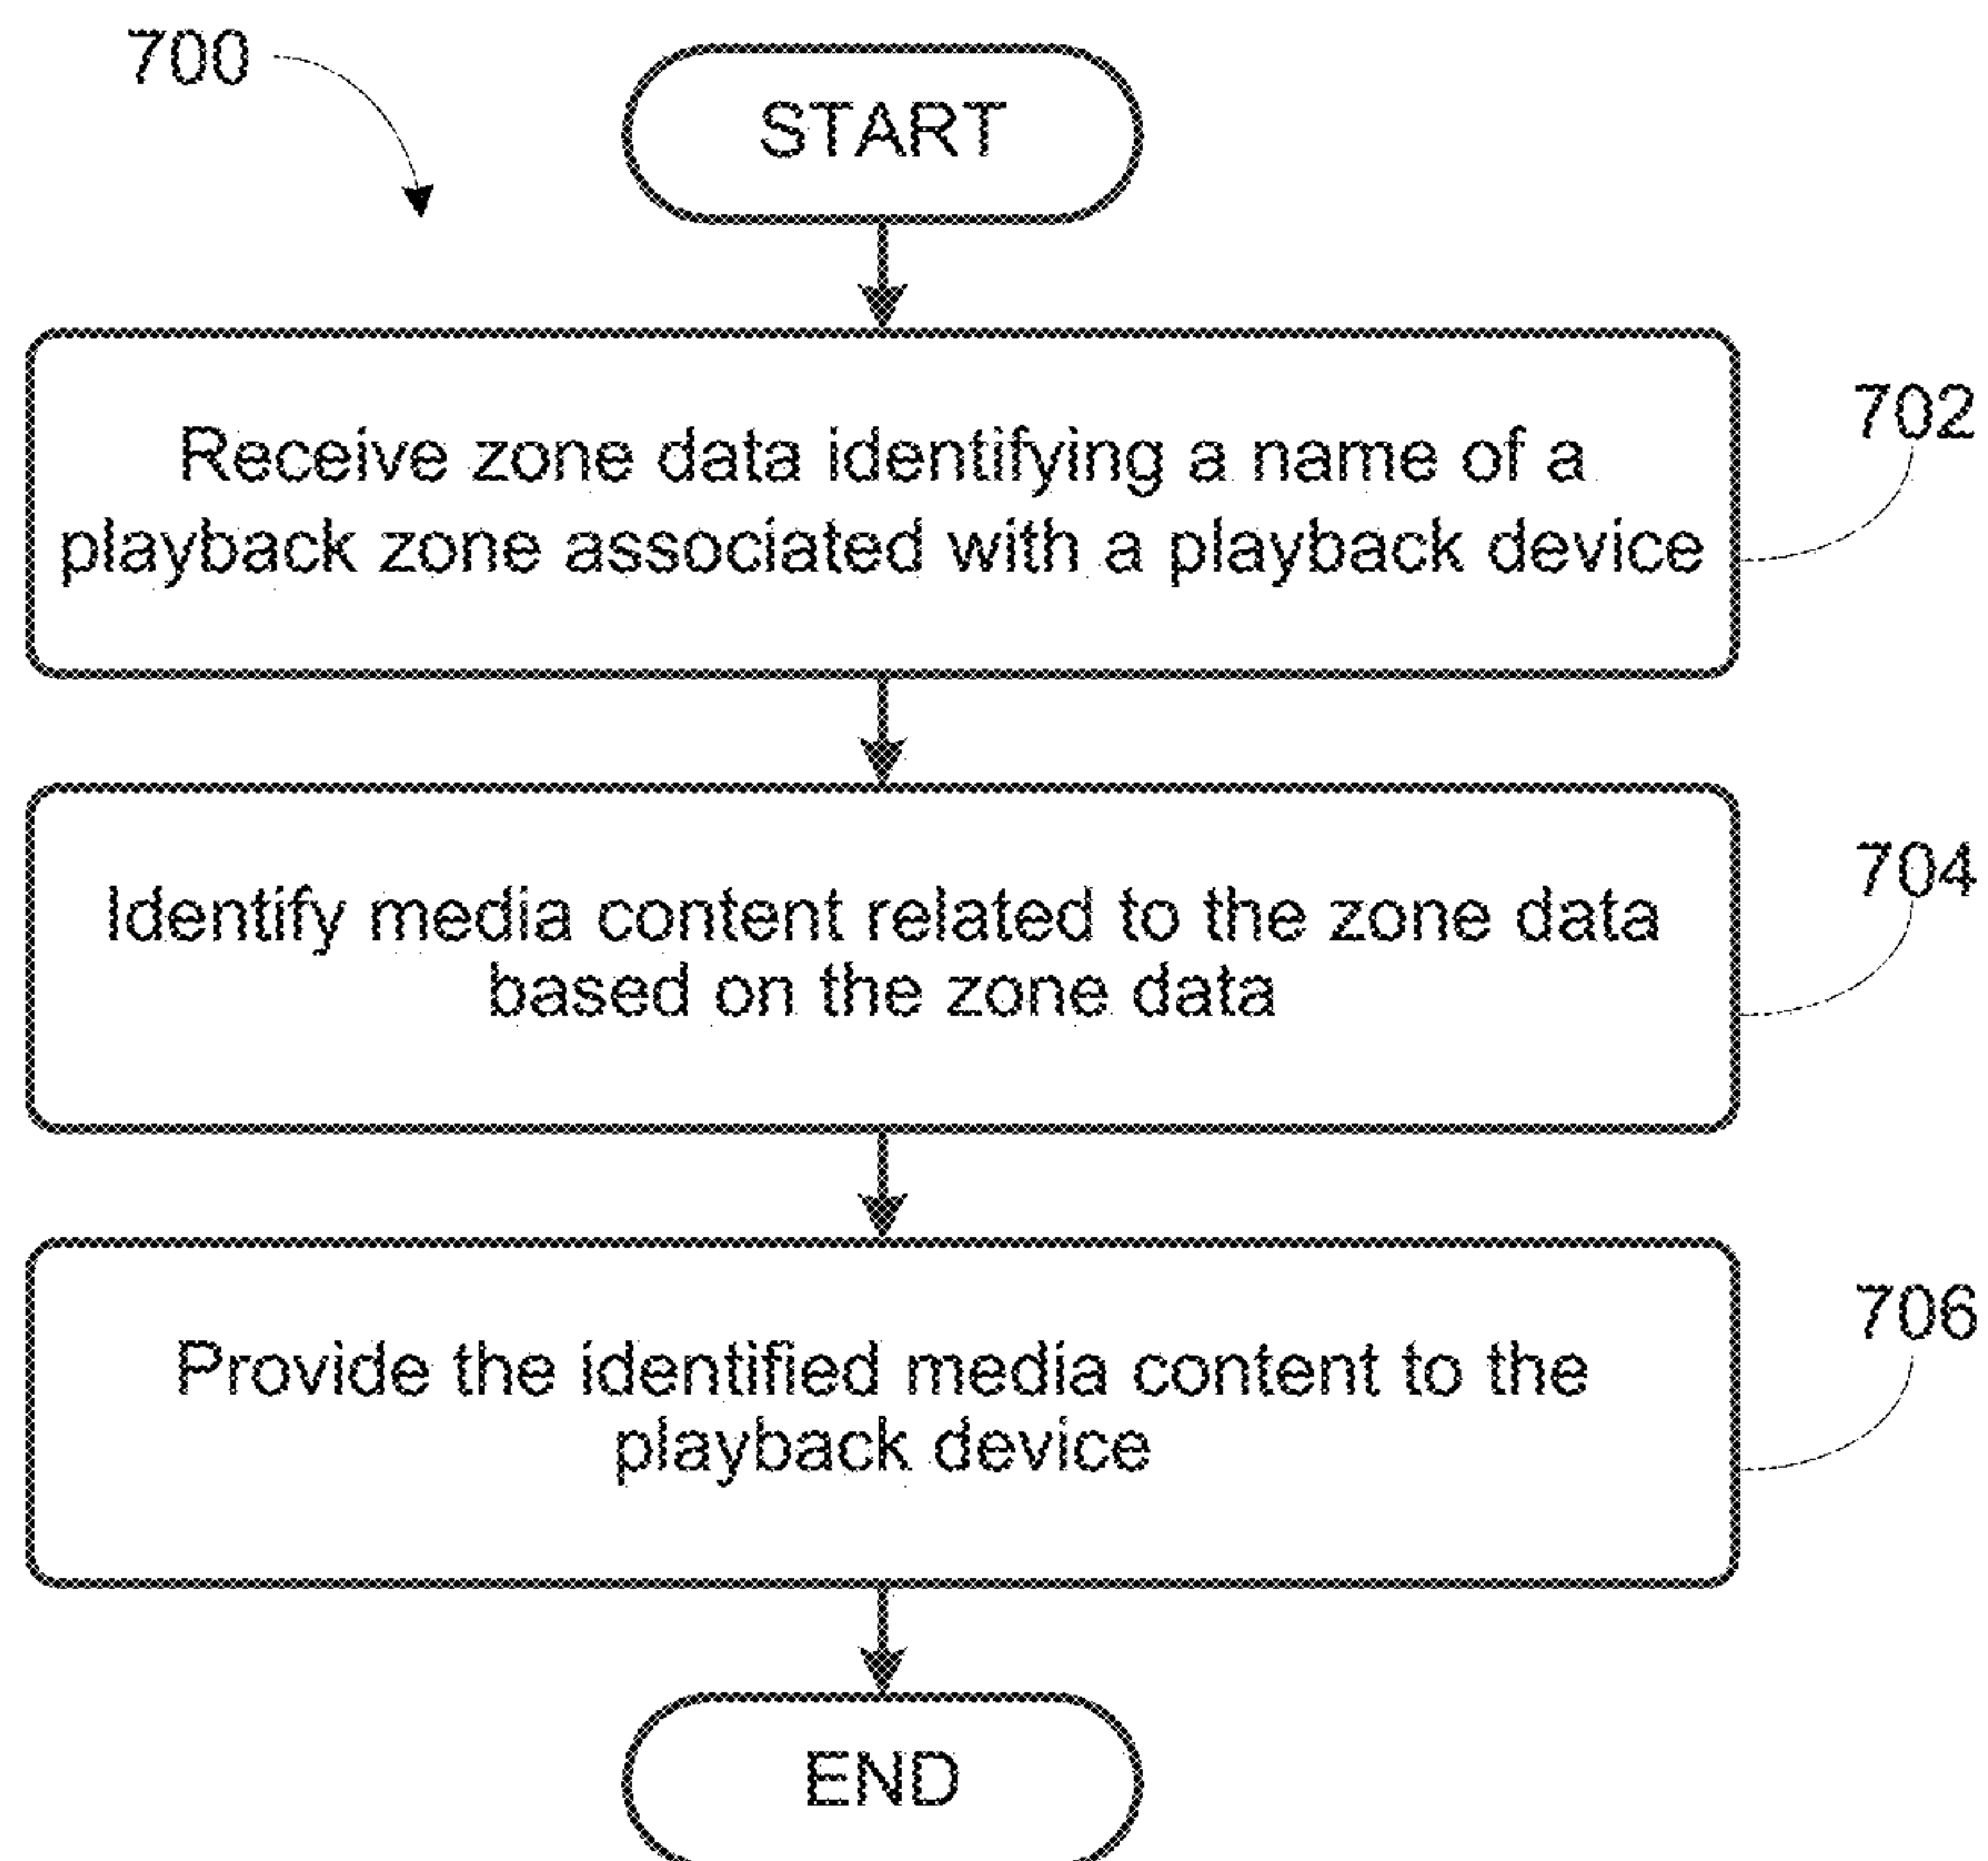 700
START
Receive zone data identifying a name of a
playback zone associated with a playback device
702
Identify media content related to the zone data
based on the zone data
704
Provide the identified media content to the
playback device
706
END